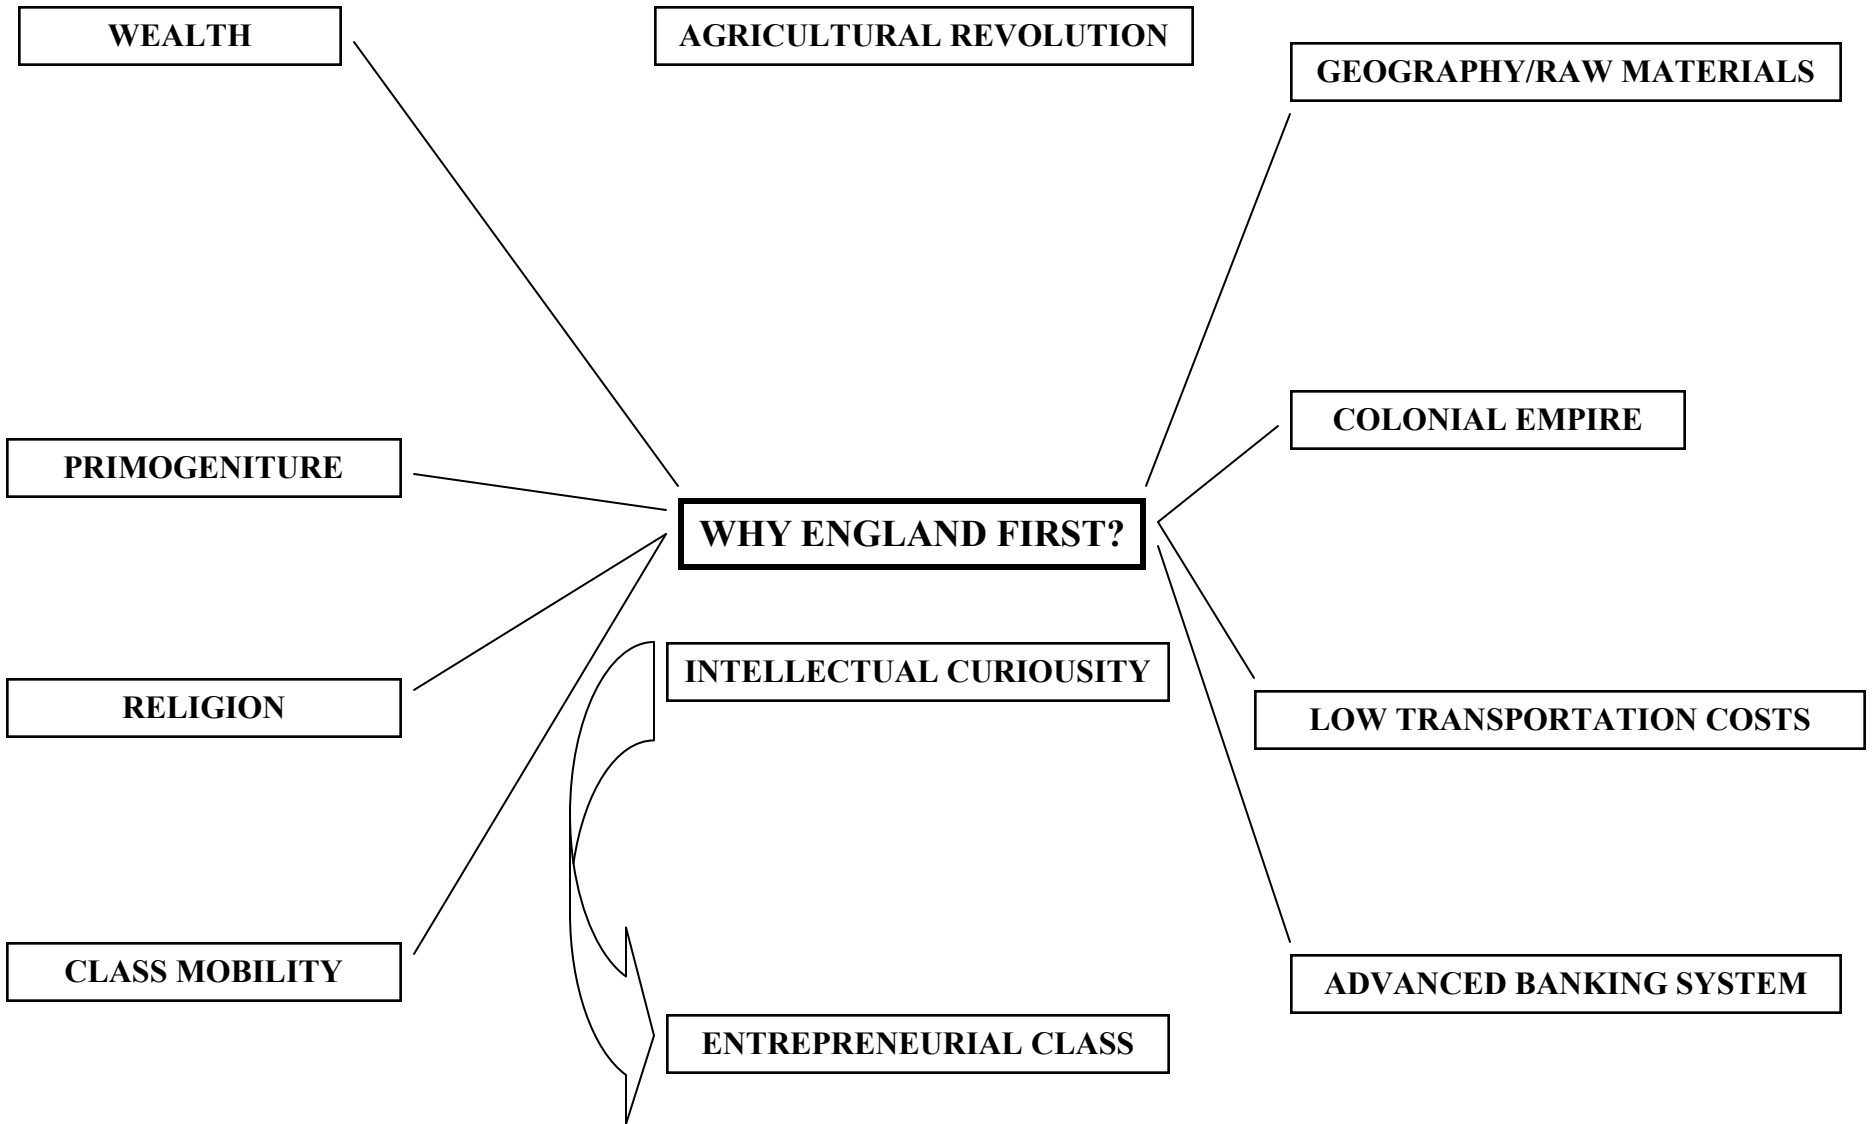 WEALTH
AGRICULTURAL REVOLUTION
GEOGRAPHY/RAW MATERIALS
COLONIAL EMPIRE
PRIMOGENITURE
WHY ENGLAND FIRST?
INTELLECTUAL CURIOUSITY
RELIGION
LOW TRANSPORTATION COSTS
CLASS MOBILITY
ADVANCED BANKING SYSTEM
ENTREPRENEURIAL CLASS